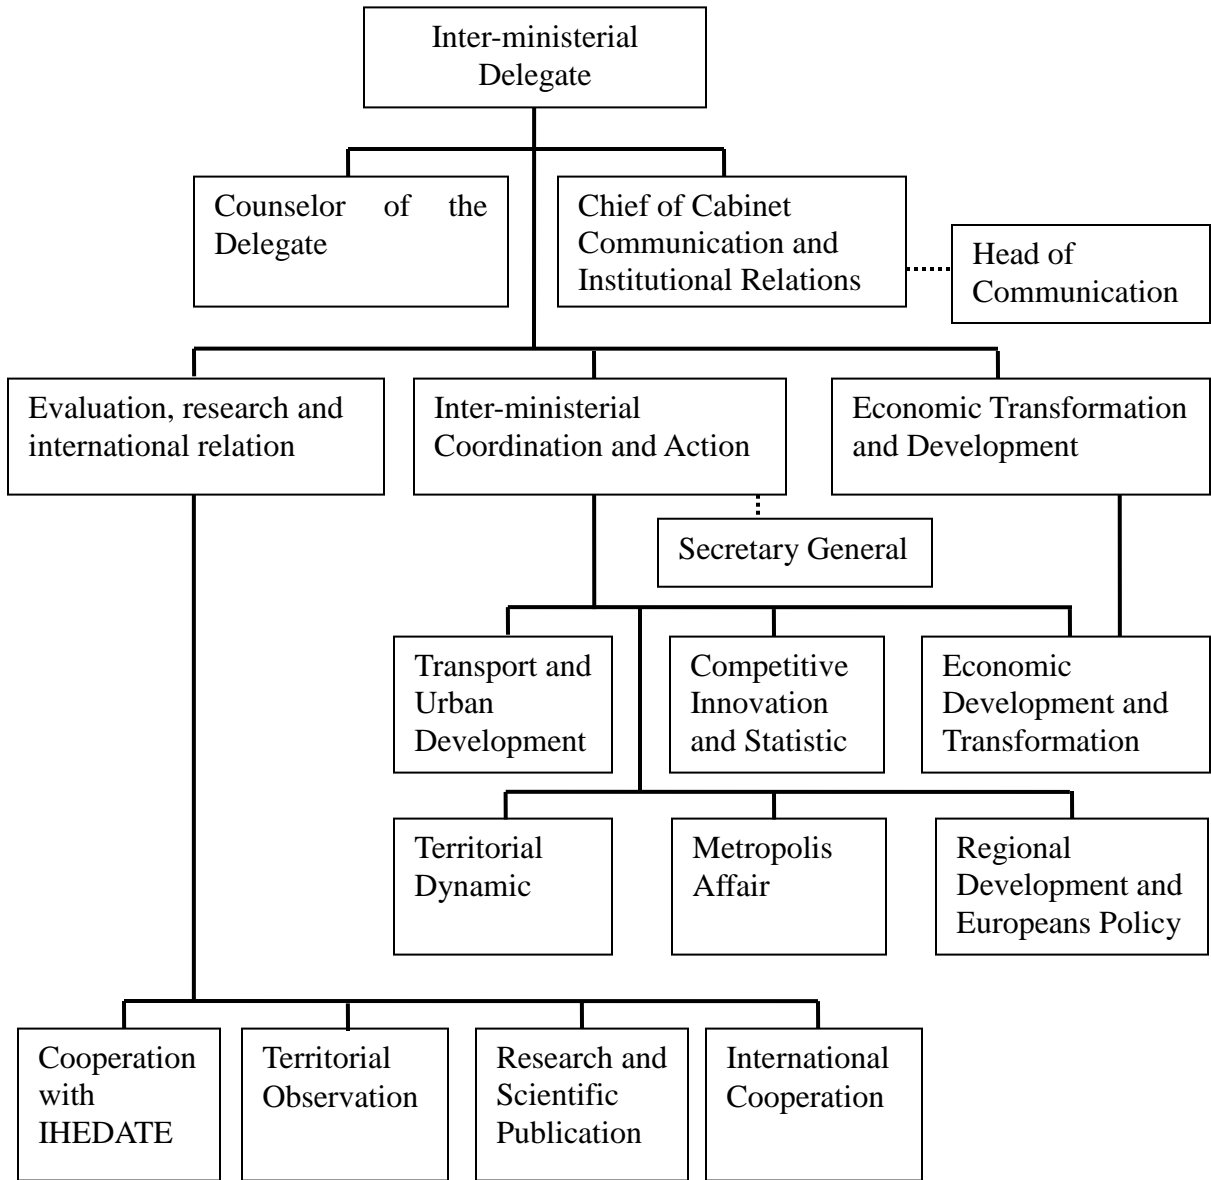 Inter-ministerial
Delegate
Counselor of the
Delegate
Chief of Cabinet
Communication and
Institutional Relations
Head of
Communication
Evaluation, research and
international relation
Inter-ministerial
Coordination and Action
Economic Transformation
and Development
Secretary General
Transport and
Urban
Development
Competitive
Innovation
and Statistic
Economic
Development and
Transformation
Territorial
Dynamic
Metropolis
Affair
Regional
Development and
Europeans Policy
Cooperation
with
IHEDATE
Territorial
Observation
Research and
Scientific
Publication
International
Cooperation